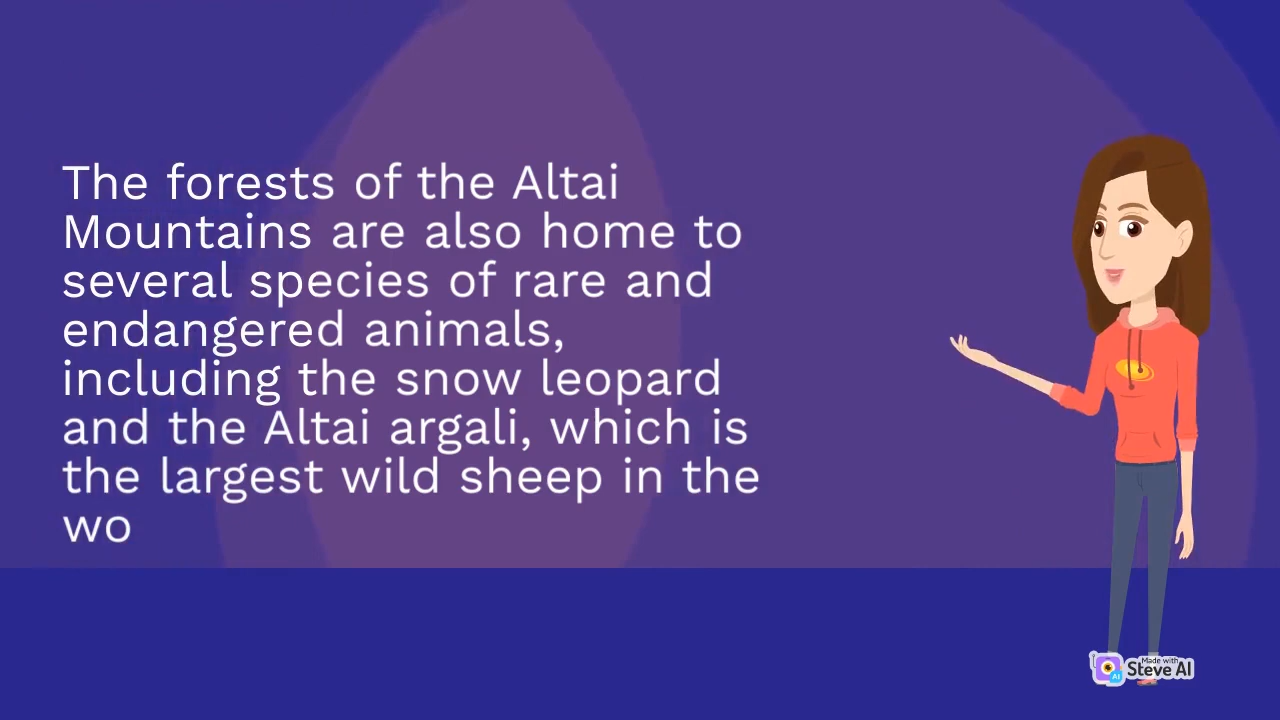 The forests of the Altai
Mountains are also home to
several species of rare and
endangered animals,
including the snow leopard
and the Altai argali, which is
the largest wild sheep in the
wo
Made with
Steve AI
AI